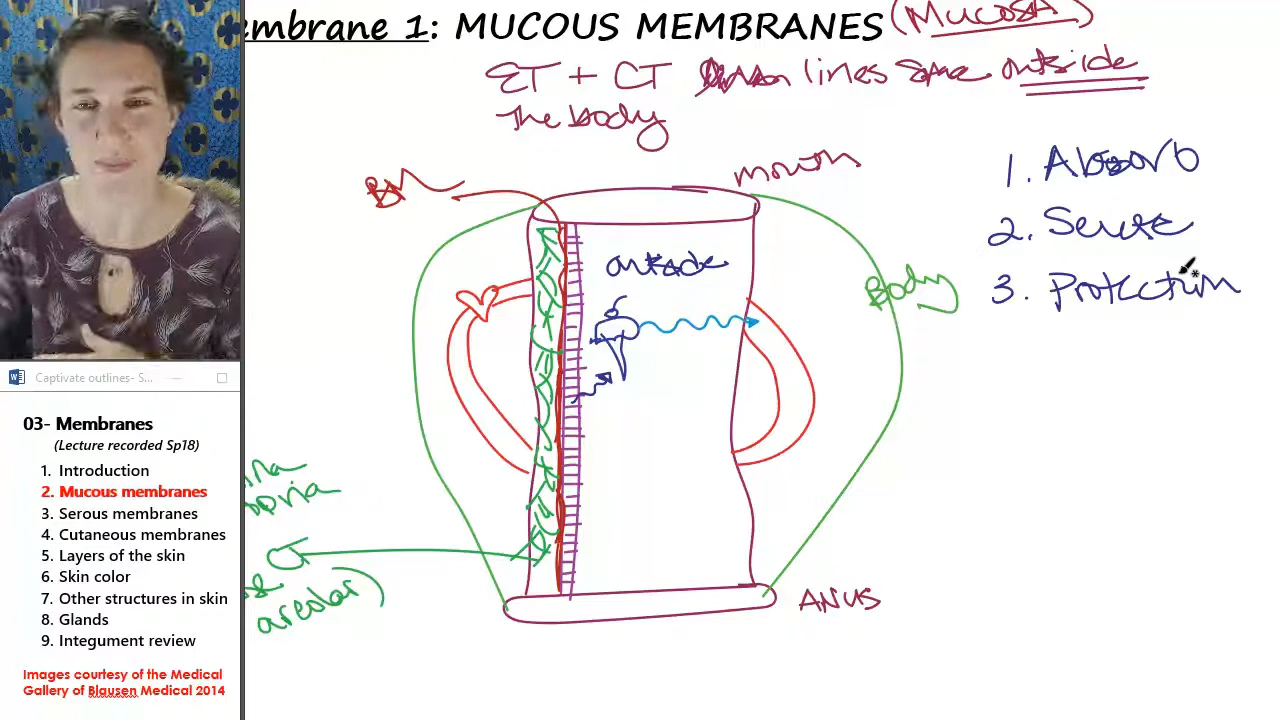 embrane 1: MUCOUS MEMBRANES (MUCOSA)
ET + CT lines some outside
The body
BM
mouth
1. Absorb
2. Secrete
3. Protection
outside
Body
CT
areolar)
ANUS
Captivate outlines- S...
03- Membranes
(Lecture recorded Sp18)
1. Introduction
2. Mucous membranes
3. Serous membranes
4. Cutaneous membranes
5. Layers of the skin
6. Skin color
7. Other structures in skin
8. Glands
9. Integument review
Images courtesy of the Medical
Gallery of Blausen Medical 2014